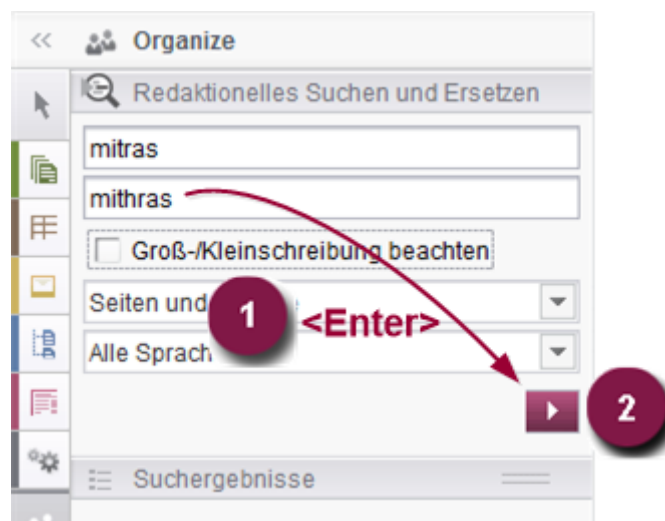 Organize
Redaktionelles Suchen und Ersetzen
mitras
mithras
Groß-/Kleinschreibung beachten
Seiten und
1
<Enter>
Alle Sprach
2
Suchergebnisse